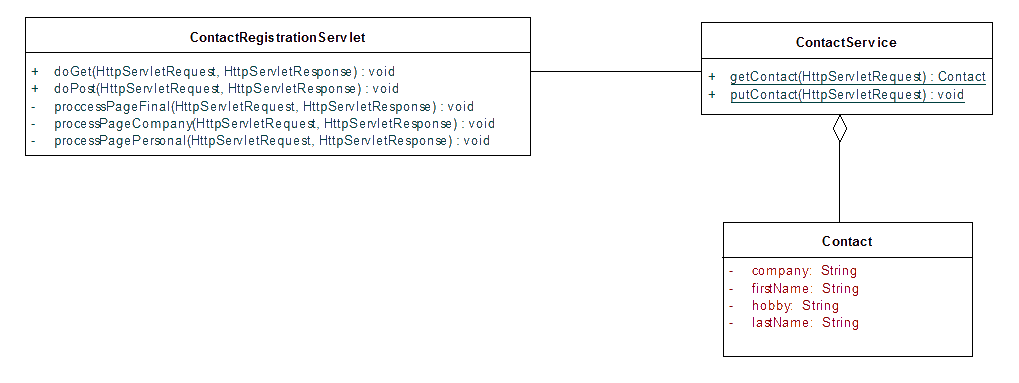 ContactRegistrationServlet
+ doGet(HttpServletRequest, HttpServletResponse) : void
+ doPost(HttpServletRequest, HttpServletResponse) : void
- proccessPageFinal(HttpServletRequest, HttpServletResponse) : void
- processPageCompany(HttpServletRequest, HttpServletResponse) : void
- processPagePersonal(HttpServletRequest, HttpServletResponse) : void
ContactService
+ getContact(HttpServletRequest) : Contact
+ putContact(HttpServletRequest) : void
Contact
- company: String
- firstName: String
- hobby: String
- lastName: String